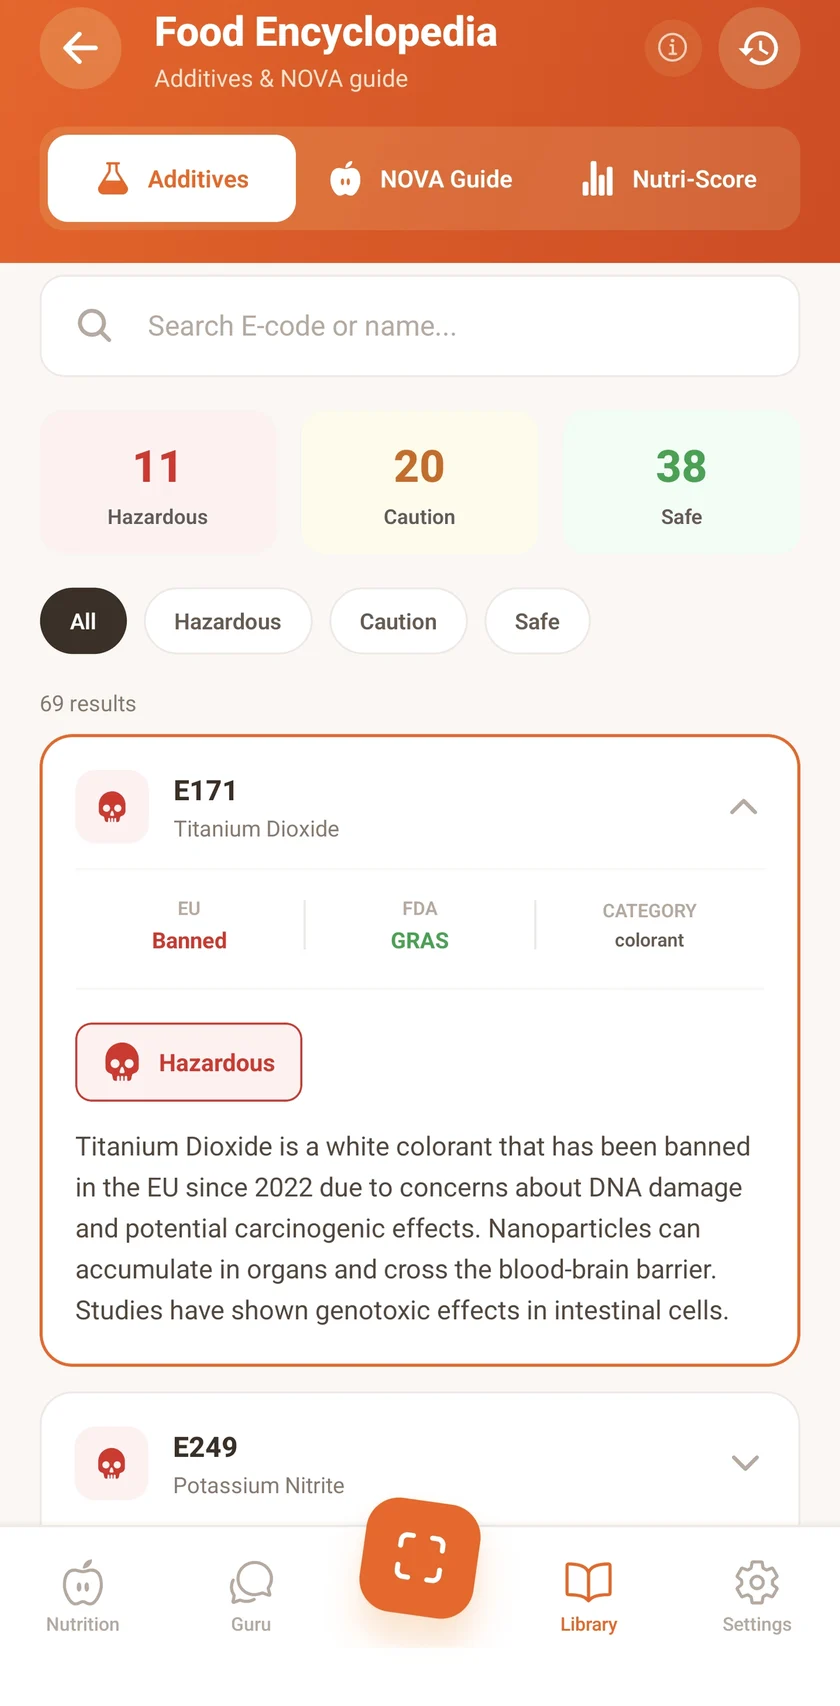 Food Encyclopedia
Additives & NOVA guide
Additives
NOVA Guide
Nutri-Score
Search E-code or name...
11
Hazardous
20
Caution
38
Safe
All
Hazardous
Caution
Safe
69 results
E171
Titanium Dioxide
EU
Banned
FDA
GRAS
CATEGORY
colorant
Hazardous
Titanium Dioxide is a white colorant that has been banned
in the EU since 2022 due to concerns about DNA damage
and potential carcinogenic effects. Nanoparticles can
accumulate in organs and cross the blood-brain barrier.
Studies have shown genotoxic effects in intestinal cells.
E249
Potassium Nitrite
Nutrition
Guru
Library
Settings